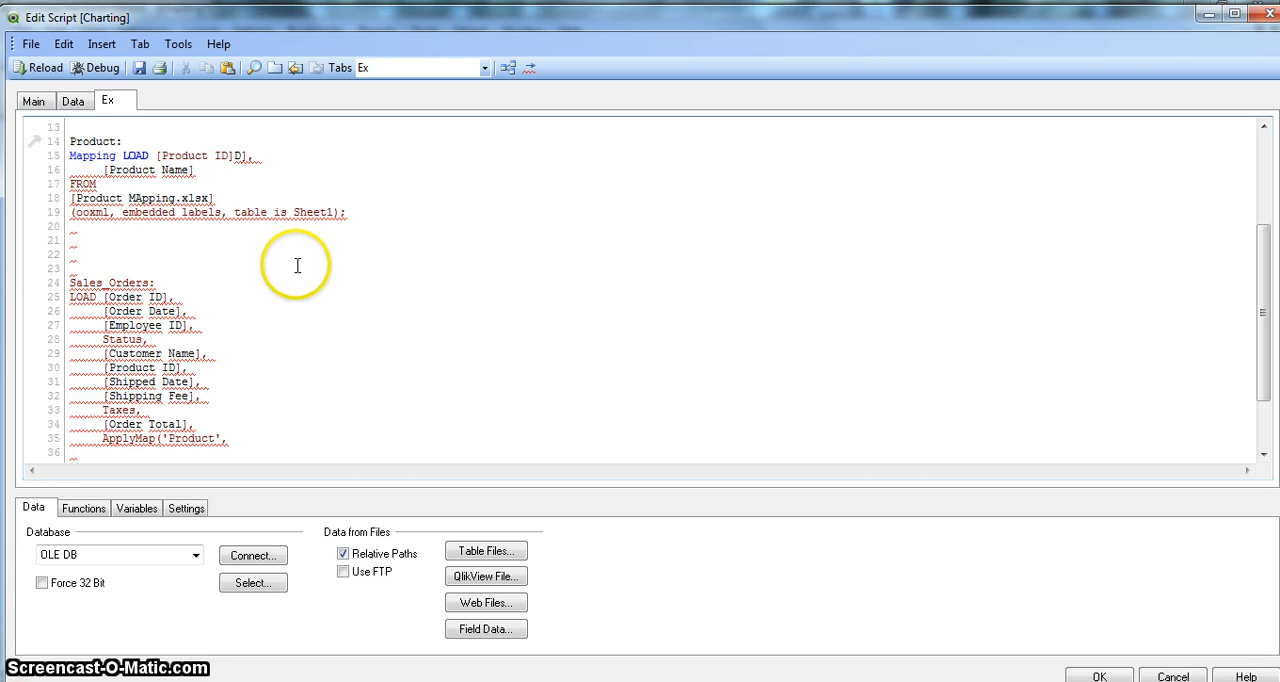 Edit Script [Charting]
File Edit Insert Tab Tools Help
Reload Debug Tabs Ex
Main Data Ex
13
14 Product:
15 Mapping LOAD [Product ID]D],
16 [Product Name]
17 FROM
18 [Product MApping.xlsx]
19 (ooxml, embedded labels, table is Sheet1);
20
21
22
23
24 Sales_Orders:
25 LOAD [Order ID],
26 [Order Date],
27 [Employee ID],
28 Status,
29 [Customer Name],
30 [Product ID],
31 [Shipped Date],
32 [Shipping Fee],
33 Taxes,
34 [Order Total],
35 ApplyMap('Product',
36
Data Functions Variables Settings
Database Data from Files
OLE DB Connect... Relative Paths Table Files...
Force 32 Bit Select... Use FTP QlikView File...
Web Files...
Field Data...
Screencast-O-Matic.com
OK Cancel Help